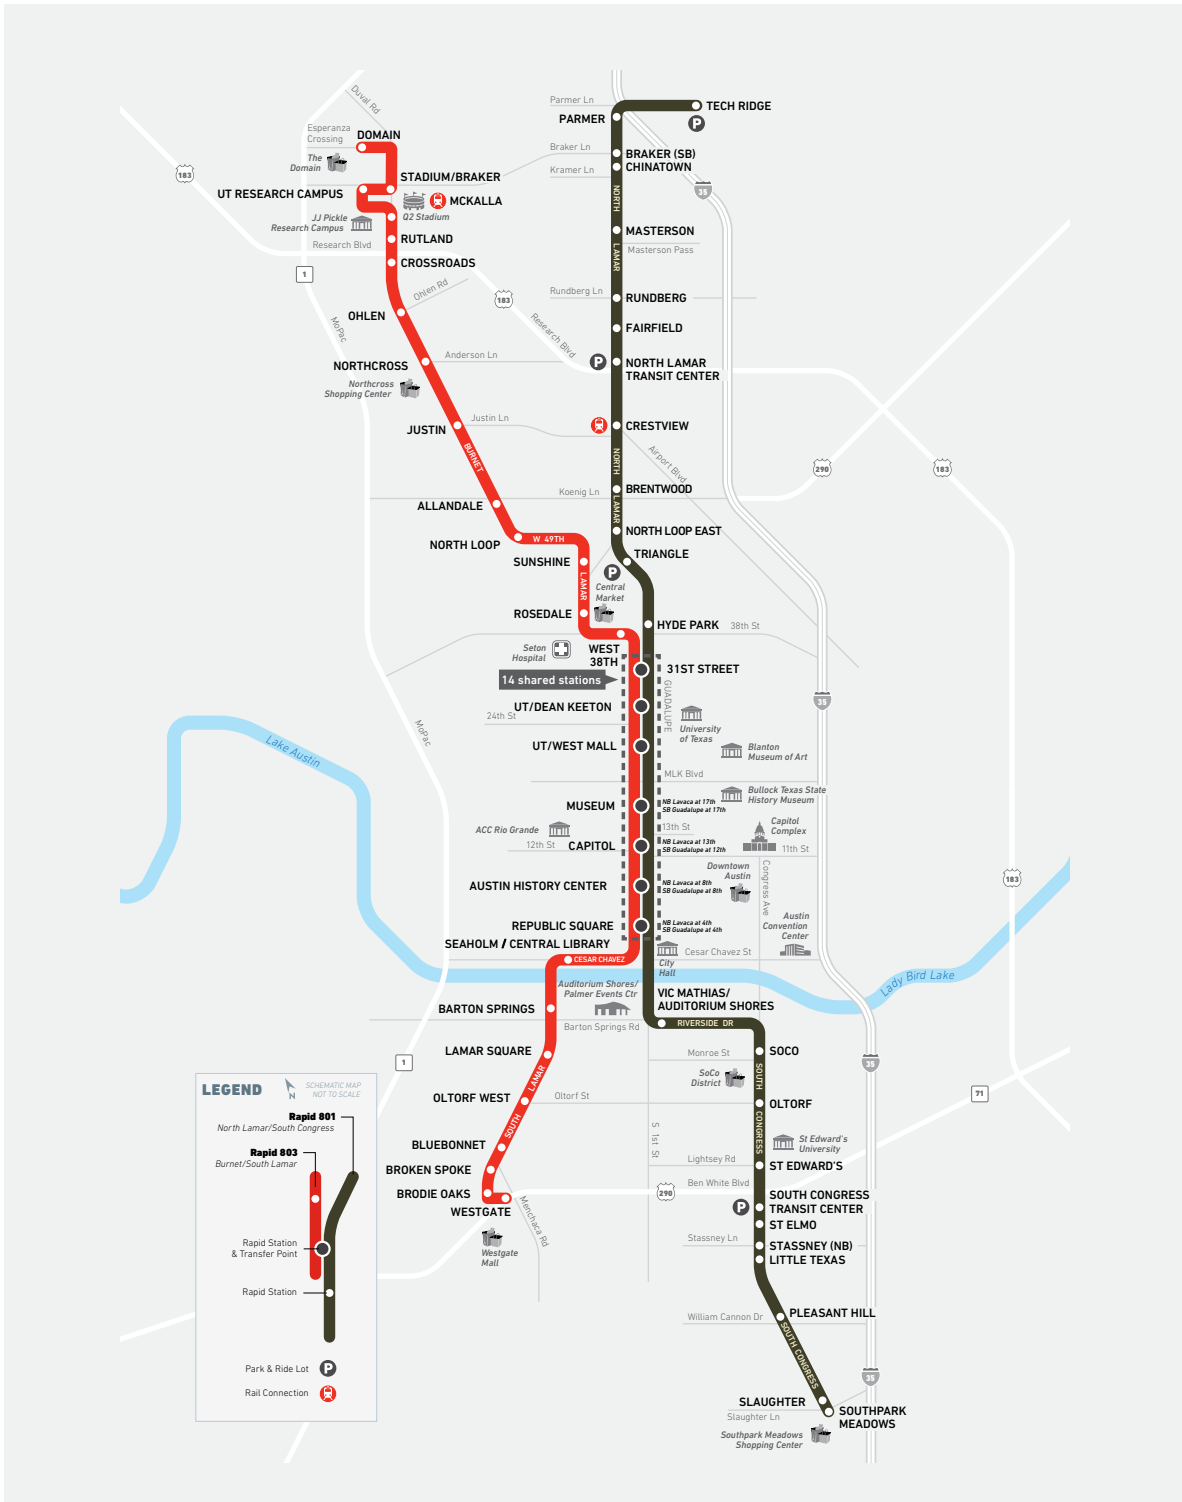 Duval Rd
Parmer Ln
TECH RIDGE
PARMER
P
Esperanza
Crossing
DOMAIN
The
Domain
Braker Ln
BRAKER (SB)
CHINATOWN
Kramer Ln
183
STADIUM/BRAKER
UT RESEARCH CAMPUS
MCKALLA
Q2 Stadium
35
NORTH
LAMAR
JJ Pickle
Research Campus
Research Blvd
RUTLAND
MASTERSON
Masterson Pass
CROSSROADS
1
Ohlen Rd
183
Rundberg Ln
RUNDBERG
OHLEN
MoPac
Research Blvd
FAIRFIELD
NORTHCROSS
Anderson Ln
P
NORTH LAMAR
TRANSIT CENTER
Northcross
Shopping Center
JUSTIN
Justin Ln
CRESTVIEW
BURNET
NORTH
LAMAR
Airport Blvd
290
183
Koenig Ln
BRENTWOOD
ALLANDALE
NORTH LOOP
W 49TH
NORTH LOOP EAST
TRIANGLE
SUNSHINE
P
LAMAR
Central
Market
ROSEDALE
HYDE PARK
38th St
Seton
Hospital
WEST
38TH
31ST STREET
14 shared stations
GUADALUPE
35
UT/DEAN KEETON
24th St
University
of Texas
MoPac
Lake Austin
UT/WEST MALL
Blanton
Museum of Art
MLK Blvd
Bullock Texas State
History Museum
MUSEUM
NB Lavaca at 17th
SB Guadalupe at 17th
ACC Rio Grande
13th St
Capitol
Complex
12th St
CAPITOL
NB Lavaca at 13th
SB Guadalupe at 12th
11th St
Downtown
Austin
Congress Ave
183
AUSTIN HISTORY CENTER
NB Lavaca at 8th
SB Guadalupe at 8th
REPUBLIC SQUARE
NB Lavaca at 4th
SB Guadalupe at 4th
Austin
Convention
Center
SEAHOLM / CENTRAL LIBRARY
CESAR CHAVEZ
Cesar Chavez St
City
Hall
Lady Bird Lake
Auditorium Shores/
Palmer Events Ctr
VIC MATHIAS/
AUDITORIUM SHORES
BARTON SPRINGS
Barton Springs Rd
RIVERSIDE DR
LAMAR SQUARE
Monroe St
SOCO
35
1
SoCo
District
SOUTH
LAMAR
SOUTH
CONGRESS
71
OLTORF WEST
Oltorf St
OLTORF
S 1st St
St Edward's
University
BLUEBONNET
BROKEN SPOKE
Lightsey Rd
ST EDWARD'S
Ben White Blvd
BRODIE OAKS
290
WESTGATE
Menchaca Rd
P
SOUTH CONGRESS
TRANSIT CENTER
ST ELMO
Westgate
Mall
Stassney Ln
STASSNEY (NB)
LITTLE TEXAS
William Cannon Dr
PLEASANT HILL
SOUTH CONGRESS
35
SLAUGHTER
Slaughter Ln
SOUTHPARK
MEADOWS
Southpark Meadows
Shopping Center
LEGEND
N
SCHEMATIC MAP
NOT TO SCALE
Rapid 801
North Lamar/South Congress
Rapid 803
Burnet/South Lamar
Rapid Station
& Transfer Point
Rapid Station
Park & Ride Lot
P
Rail Connection